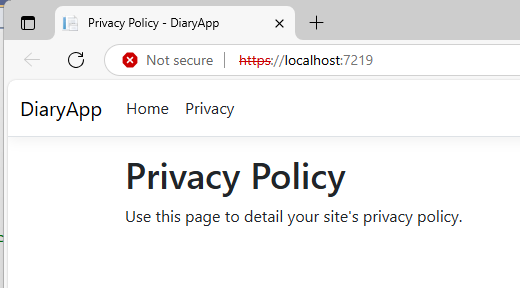 Privacy Policy - DiaryApp
Not secure
https://localhost:7219
DiaryApp Home Privacy
Privacy Policy
Use this page to detail your site's privacy policy.